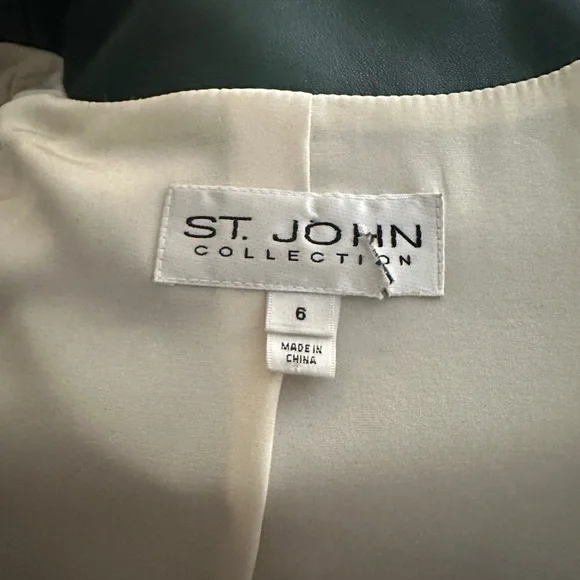 ST. JOHN
COLLECTION
6
MADE IN
CHINA